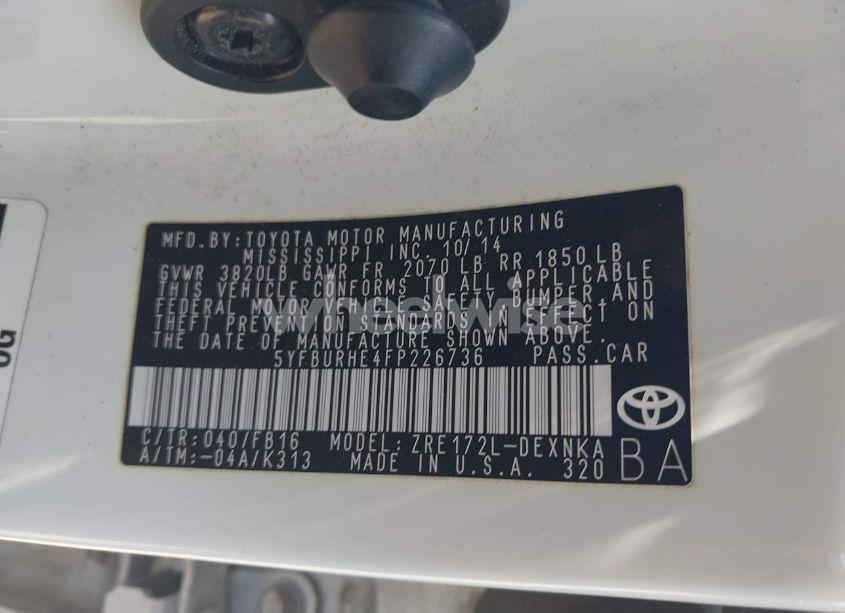 MFD.BY:TOYOTA MOTOR MANUFACTURING
MISSISSIPPI INC. 10/14
GVWR 3820LB GAWR FR 2070 LB RR 1850 LB
THIS VEHICLE CONFORMS TO ALL APPLICABLE
FEDERAL MOTOR VEHICLE SAFETY, BUMPER, AND
THEFT PREVENTION STANDARDS IN EFFECT ON
THE DATE OF MANUFACTURE SHOWN ABOVE.
5YFBURHE4FP226736 PASS.CAR
C/TR:040/FB16 MODEL:ZRE172L-DEXNKA
A/TM:-04A/K313 MADE IN U.S.A. 320
BA
wheelwise